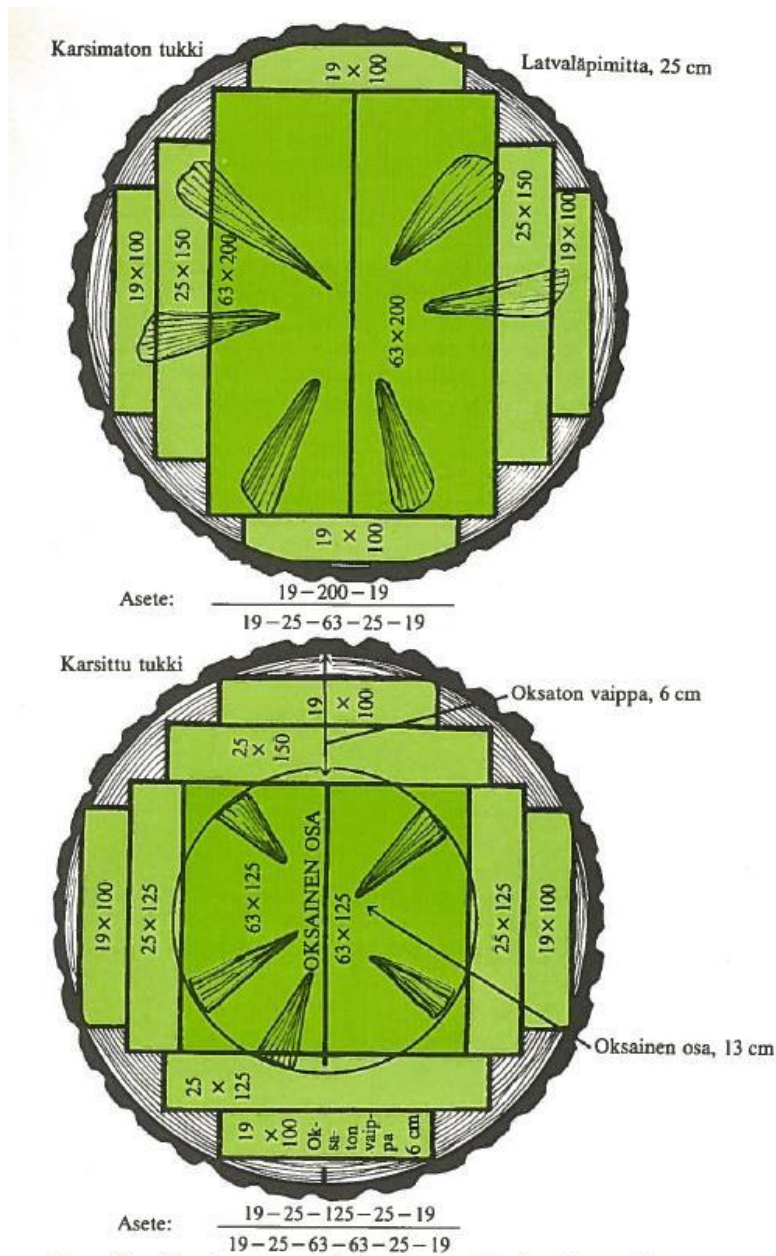 Karsimaton tukki
Latvaläpimitta, 25 cm
19
×
100
19×100
25×150
63×200
63×200
25×150
19×100
19
×
100
Asete:
19-200-19
19-25-63-25-19
Karsittu tukki
Oksaton vaippa, 6 cm
19
×
100
25
×
150
19×100
25×125
63×125
OKSAINEN OSA
63×125
25×125
19×100
Oksainen osa, 13 cm
25
×
125
19
×
100
Ok-
sa-
ton
vaip-
pa
6 cm
Asete:
19-25-125-25-19
19-25-63-63-25-19